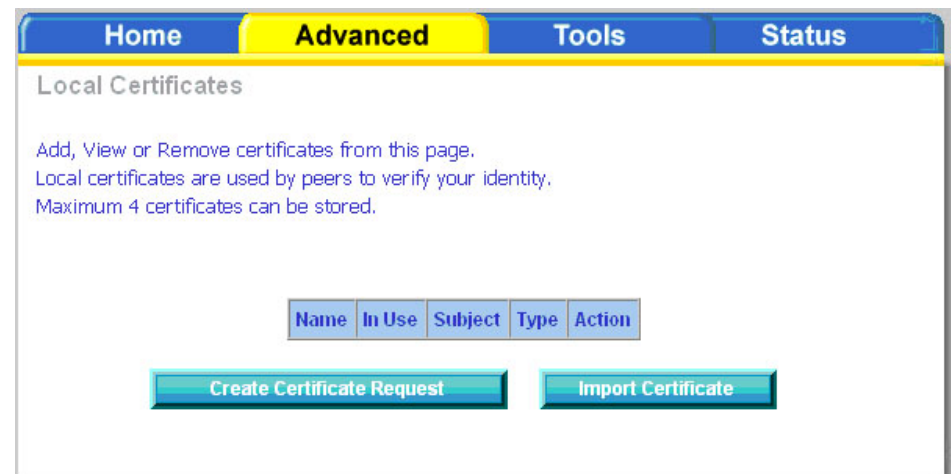 Home Advanced Tools Status
Local Certificates
Add, View or Remove certificates from this page.
Local certificates are used by peers to verify your identity.
Maximum 4 certificates can be stored.
Name In Use Subject Type Action
Create Certificate Request Import Certificate